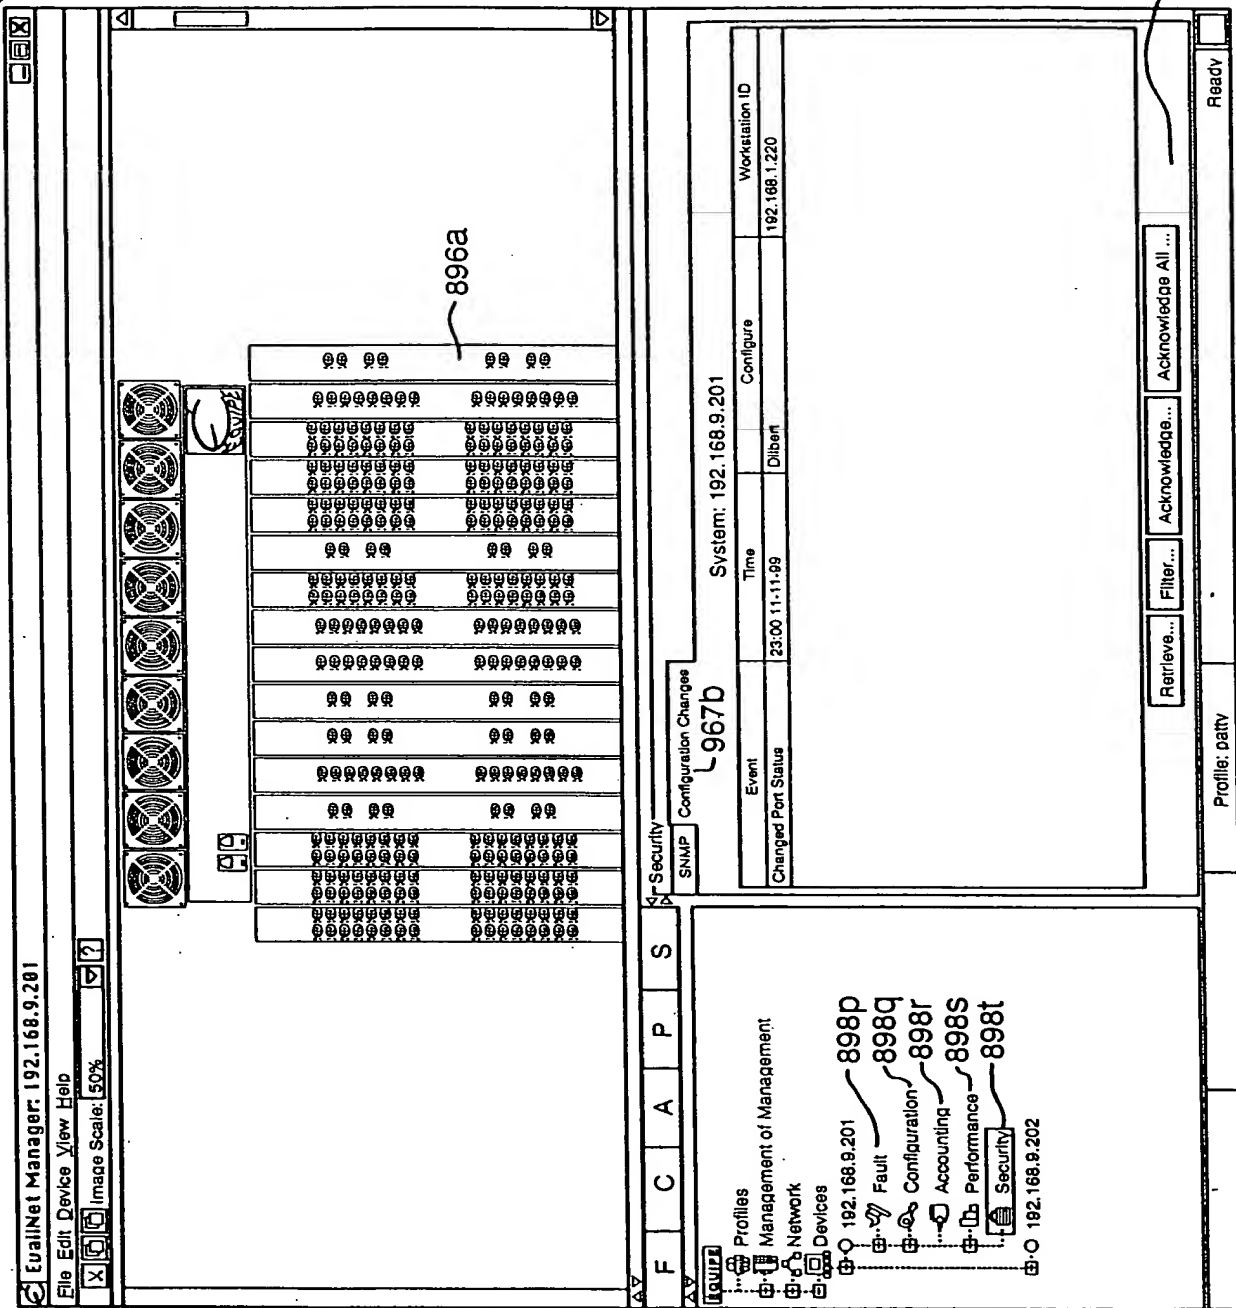 EuallNet Manager: 192.168.9.201
File Edit Device View Help
X Image Scale: 50% ?
EQUIPE
896a
F C A P S
EQUIPE
Profiles
Management of Management
Network
Devices
192.168.9.201
Fault
Configuration
Accounting
Performance
Security
192.168.9.202
898p
898q
898r
898s
898t
Security
SNMP Configuration Changes
967b
System: 192.168.9.201
Event Time Configure Workstation ID
Changed Port Status 23:00 11-11-99 Dilbert 192.168.1.220
Retrieve... Filter... Acknowledge... Acknowledge All ...
Profile: patty
Ready